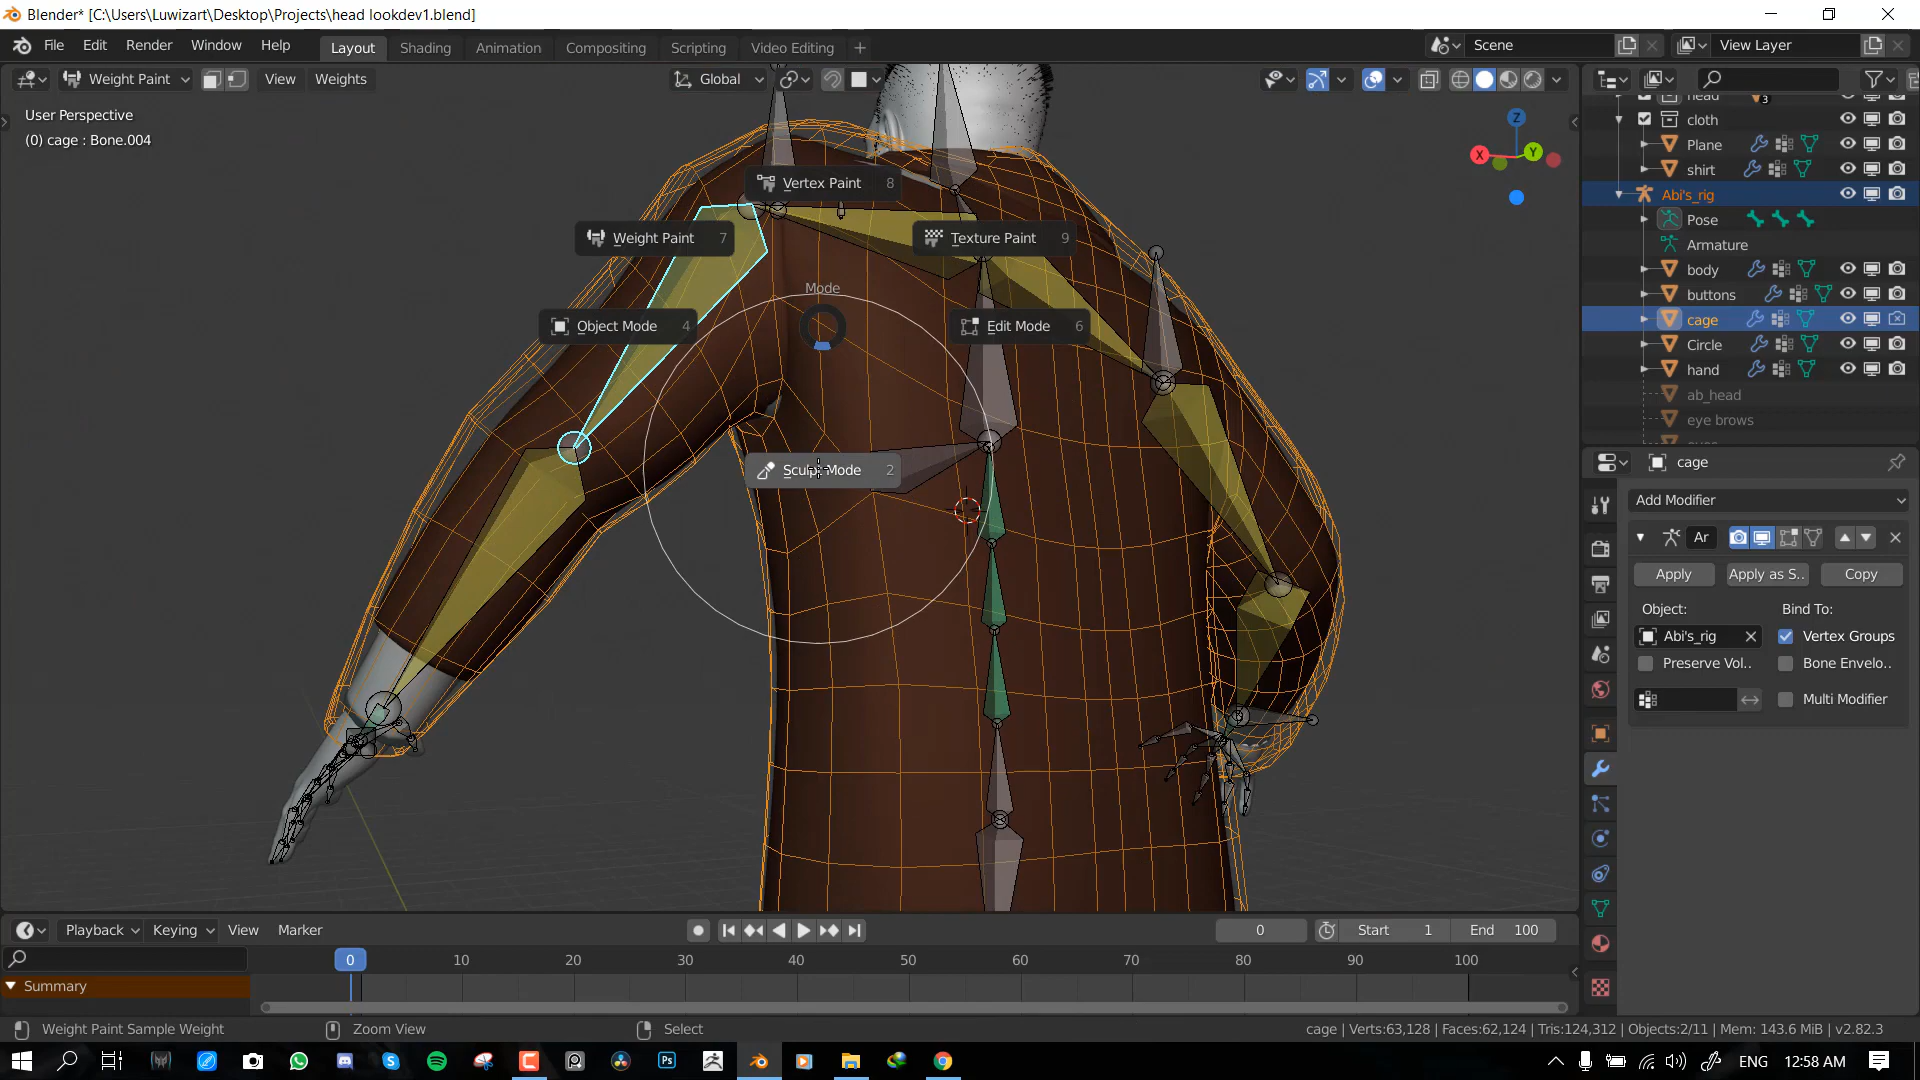 Blender* [C:\Users\Luwizart\Desktop\Projects\head lookdev1.blend]
File Edit Render Window Help
Layout Shading Animation Compositing Scripting Video Editing
Scene
View Layer
Weight Paint
View Weights
Global
User Perspective
(0) cage : Bone.004
Vertex Paint 8
Weight Paint 7
Texture Paint 9
Mode
Object Mode 4
Edit Mode 6
Sculpt Mode 2
Z
X
Y
head 3
cloth
Plane
shirt
Abi's_rig
Pose
Armature
body
buttons
cage
Circle
hand
ab_head
eye brows
cage
Add Modifier
Ar
Apply Apply as S.. Copy
Object: Bind To:
Abi's_rig Vertex Groups
Preserve Vol.. Bone Envelo..
Multi Modifier
Playback Keying View Marker
0
Start 1 End 100
0 10 20 30 40 50 60 70 80 90 100
Summary
Weight Paint Sample Weight Zoom View Select
cage | Verts:63,128 | Faces:62,124 | Tris:124,312 | Objects:2/11 | Mem: 143.6 MiB | v2.82.3
Ps
ENG 12:58 AM